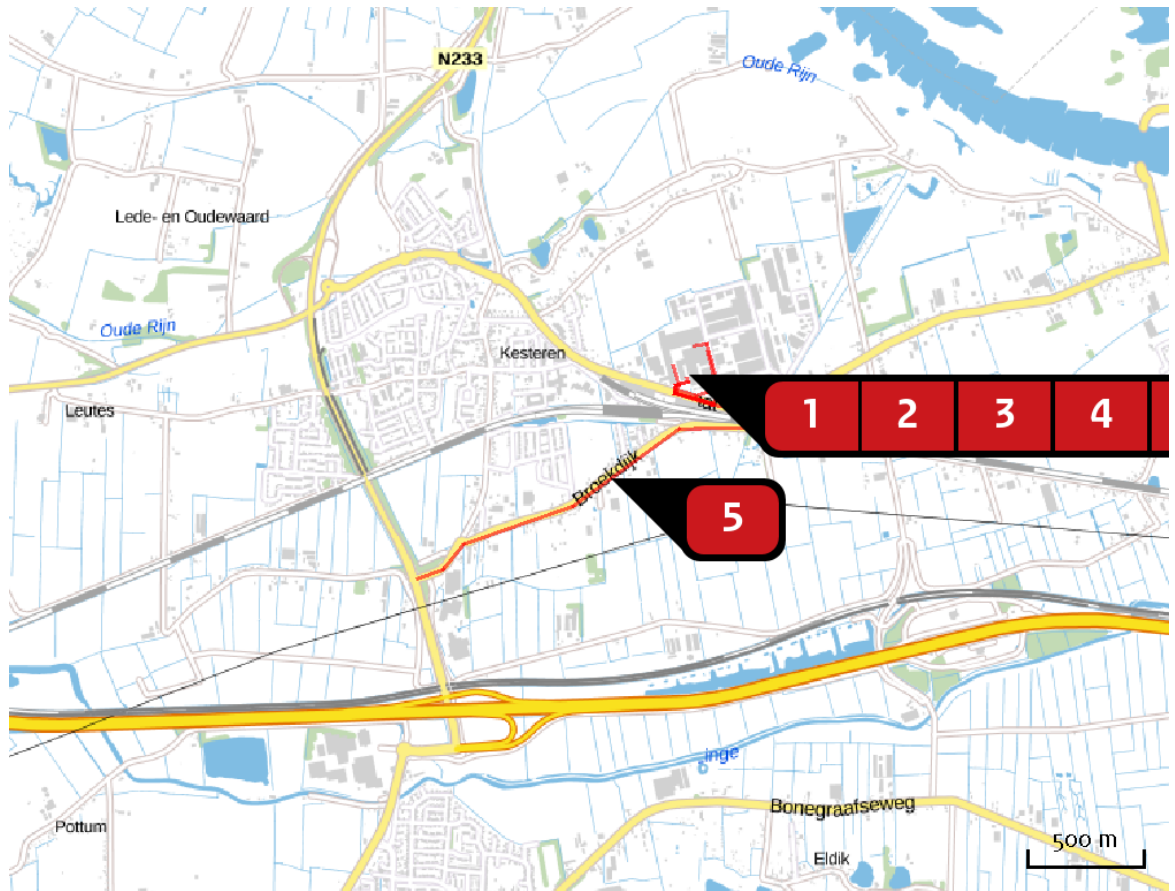 N233
Oude Rijn
Lede- en Oudewaard
Oude Rijn
Kesteren
Leutes
1 2 3 4
Broekdijk
5
inge
Bonegraafseweg
Pottum
Eldik
500 m